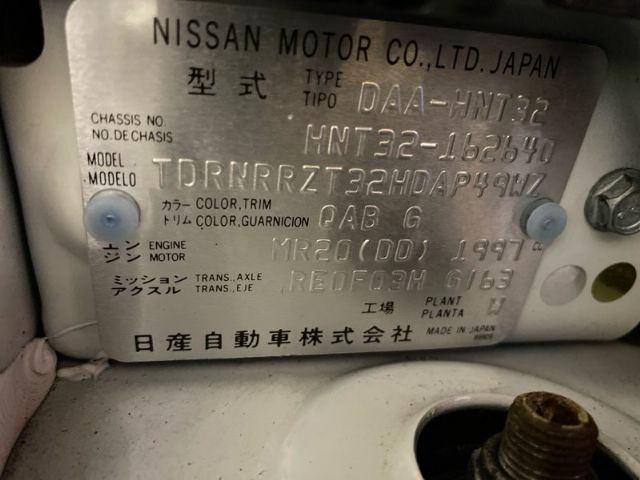 NISSAN MOTOR CO.,LTD. JAPAN
型式 TYPE TIPO DAA-HNT32
CHASSIS NO. NO. DE CHASIS HNT32-162640
MODEL MODELO TDRNRRZT32HDAP49WZ
カラー COLOR,TRIM
トリム COLOR,GUARNICION QAB G
エンジン ENGINE MOTOR MR20(DD) 1997 cc
ミッション TRANS.,AXLE
アクスル TRANS.,EJE RE0F09H G163
工場 PLANT PLANTA W
日産自動車株式会社 MADE IN JAPAN